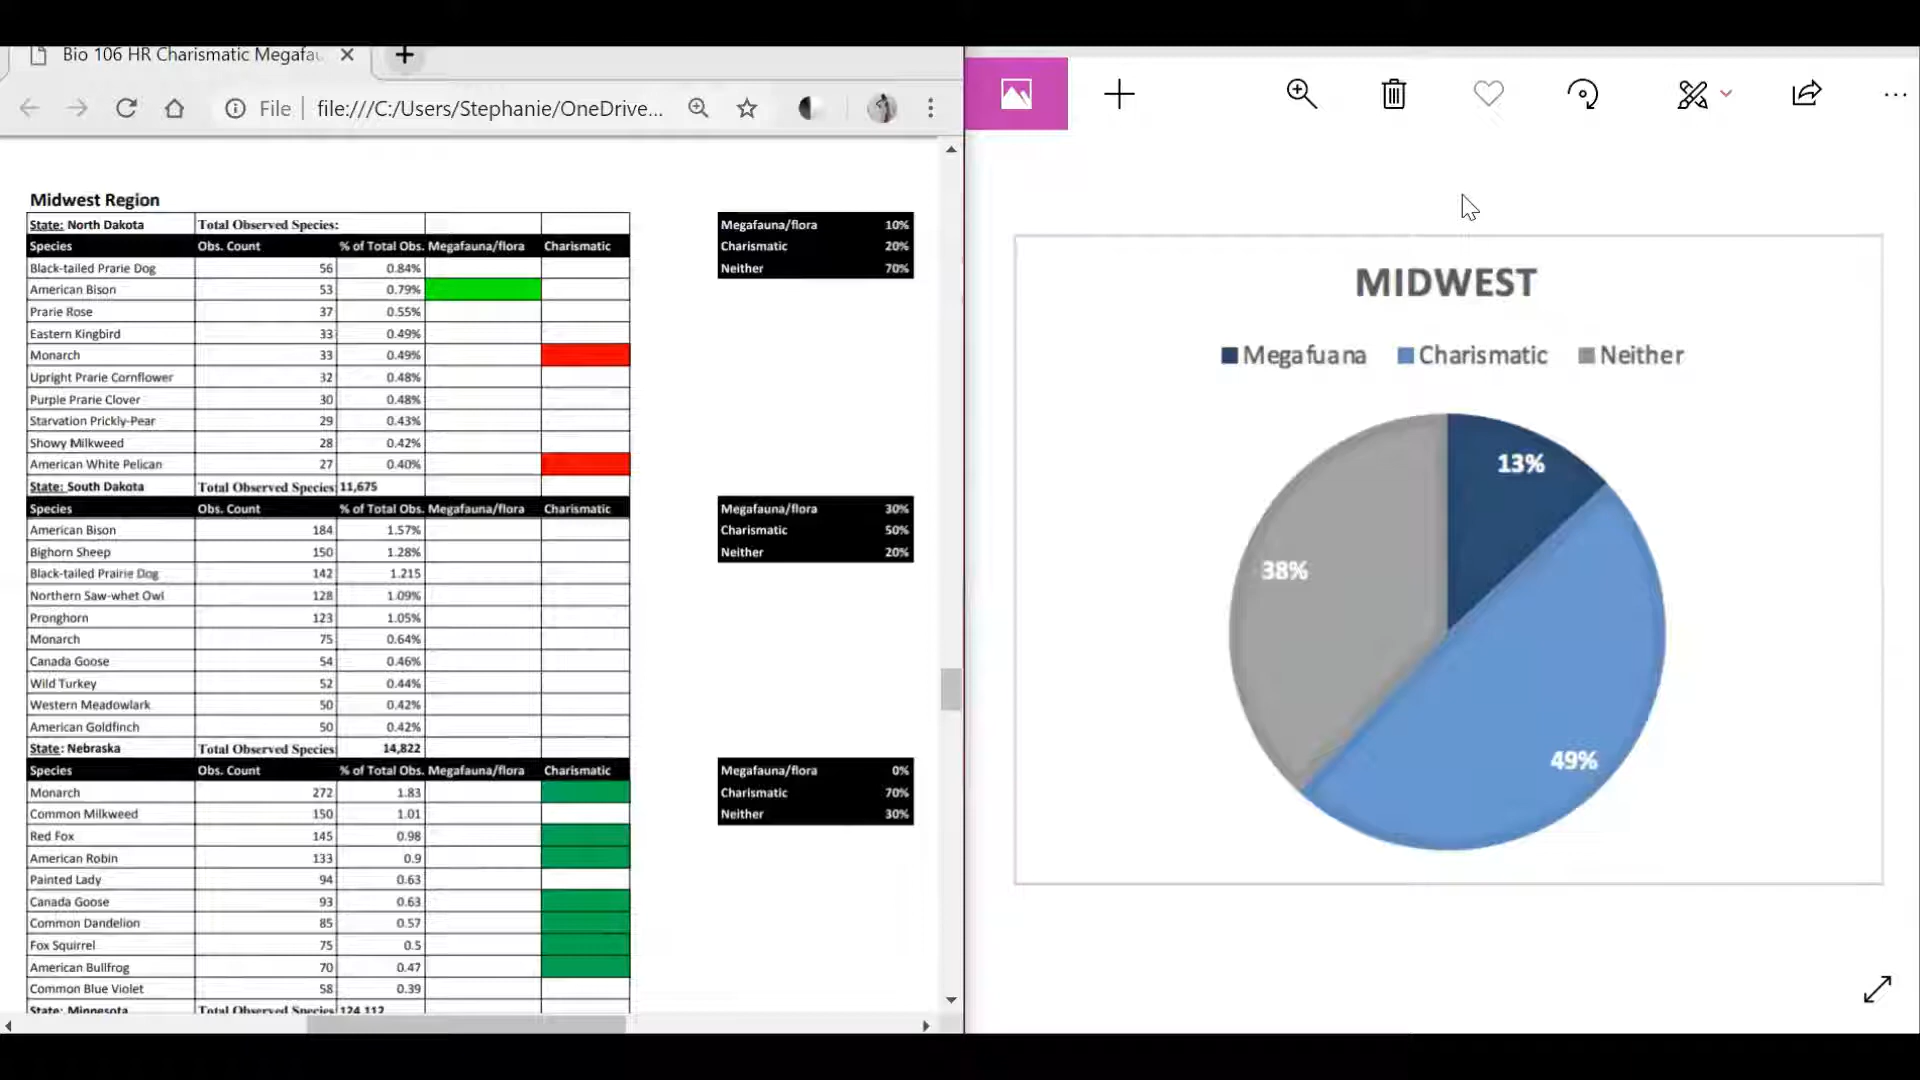 Bio 106 HR Charismatic Megafau
File file:///C:/Users/Stephanie/OneDrive...
Midwest Region
State: North Dakota Total Observed Species:
Species Obs. Count % of Total Obs. Megafauna/flora Charismatic
Black-tailed Prarie Dog 56 0.84%
American Bison 53 0.79%
Prarie Rose 37 0.55%
Eastern Kingbird 33 0.49%
Monarch 33 0.49%
Upright Prarie Cornflower 32 0.48%
Purple Prarie Clover 30 0.48%
Starvation Prickly-Pear 29 0.43%
Showy Milkweed 28 0.42%
American White Pelican 27 0.40%
State: South Dakota Total Observed Species: 11,675
Species Obs. Count % of Total Obs. Megafauna/flora Charismatic
American Bison 184 1.57%
Bighorn Sheep 150 1.28%
Black-tailed Prairie Dog 142 1.215
Northern Saw-whet Owl 128 1.09%
Pronghorn 123 1.05%
Monarch 75 0.64%
Canada Goose 54 0.46%
Wild Turkey 52 0.44%
Western Meadowlark 50 0.42%
American Goldfinch 50 0.42%
State: Nebraska Total Observed Species: 14,822
Species Obs. Count % of Total Obs. Megafauna/flora Charismatic
Monarch 272 1.83
Common Milkweed 150 1.01
Red Fox 145 0.98
American Robin 133 0.9
Painted Lady 94 0.63
Canada Goose 93 0.63
Common Dandelion 85 0.57
Fox Squirrel 75 0.5
American Bullfrog 70 0.47
Common Blue Violet 58 0.39
State: Minnesota Total Observed Species: 124,112
Megafauna/flora 10%
Charismatic 20%
Neither 70%
Megafauna/flora 30%
Charismatic 50%
Neither 20%
Megafauna/flora 0%
Charismatic 70%
Neither 30%
MIDWEST
Megafuana Charismatic Neither
13%
38%
49%